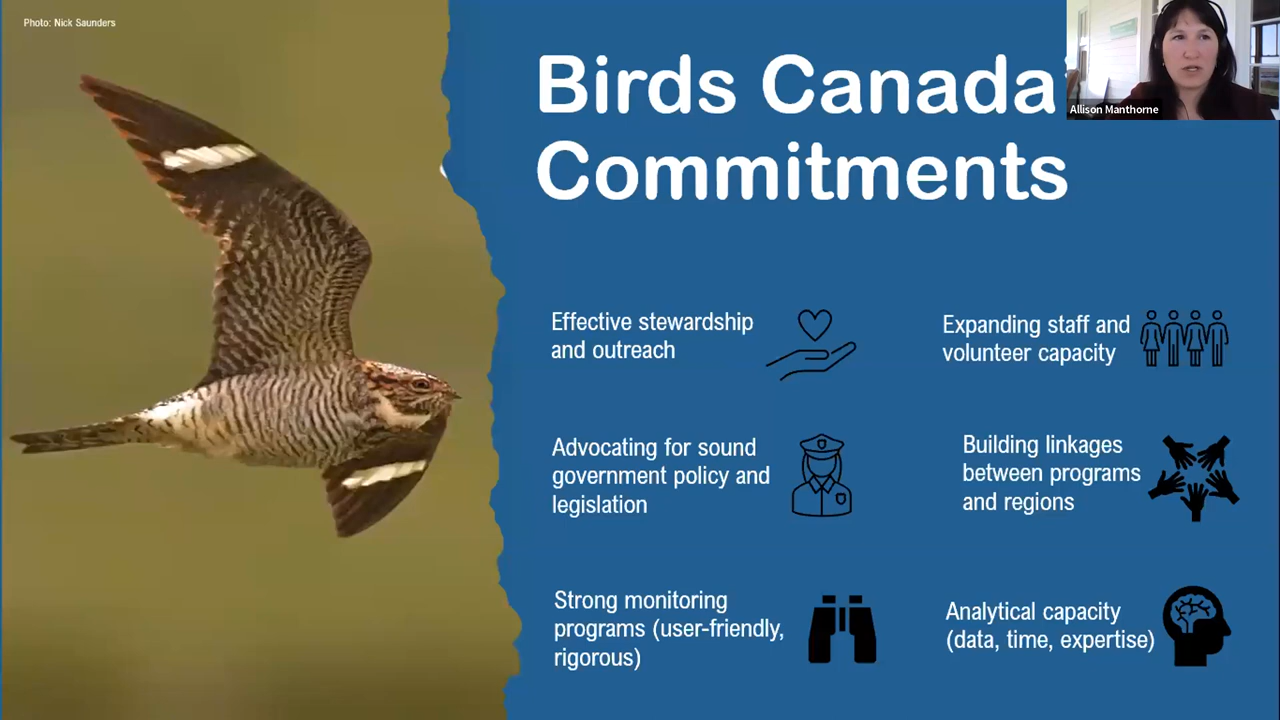 Photo: Nick Saunders
Birds Canada
Commitments
Allison Manthorne
Effective stewardship
and outreach
Expanding staff and
volunteer capacity
Advocating for sound
government policy and
legislation
Building linkages
between programs
and regions
Strong monitoring
programs (user-friendly,
rigorous)
Analytical capacity
(data, time, expertise)